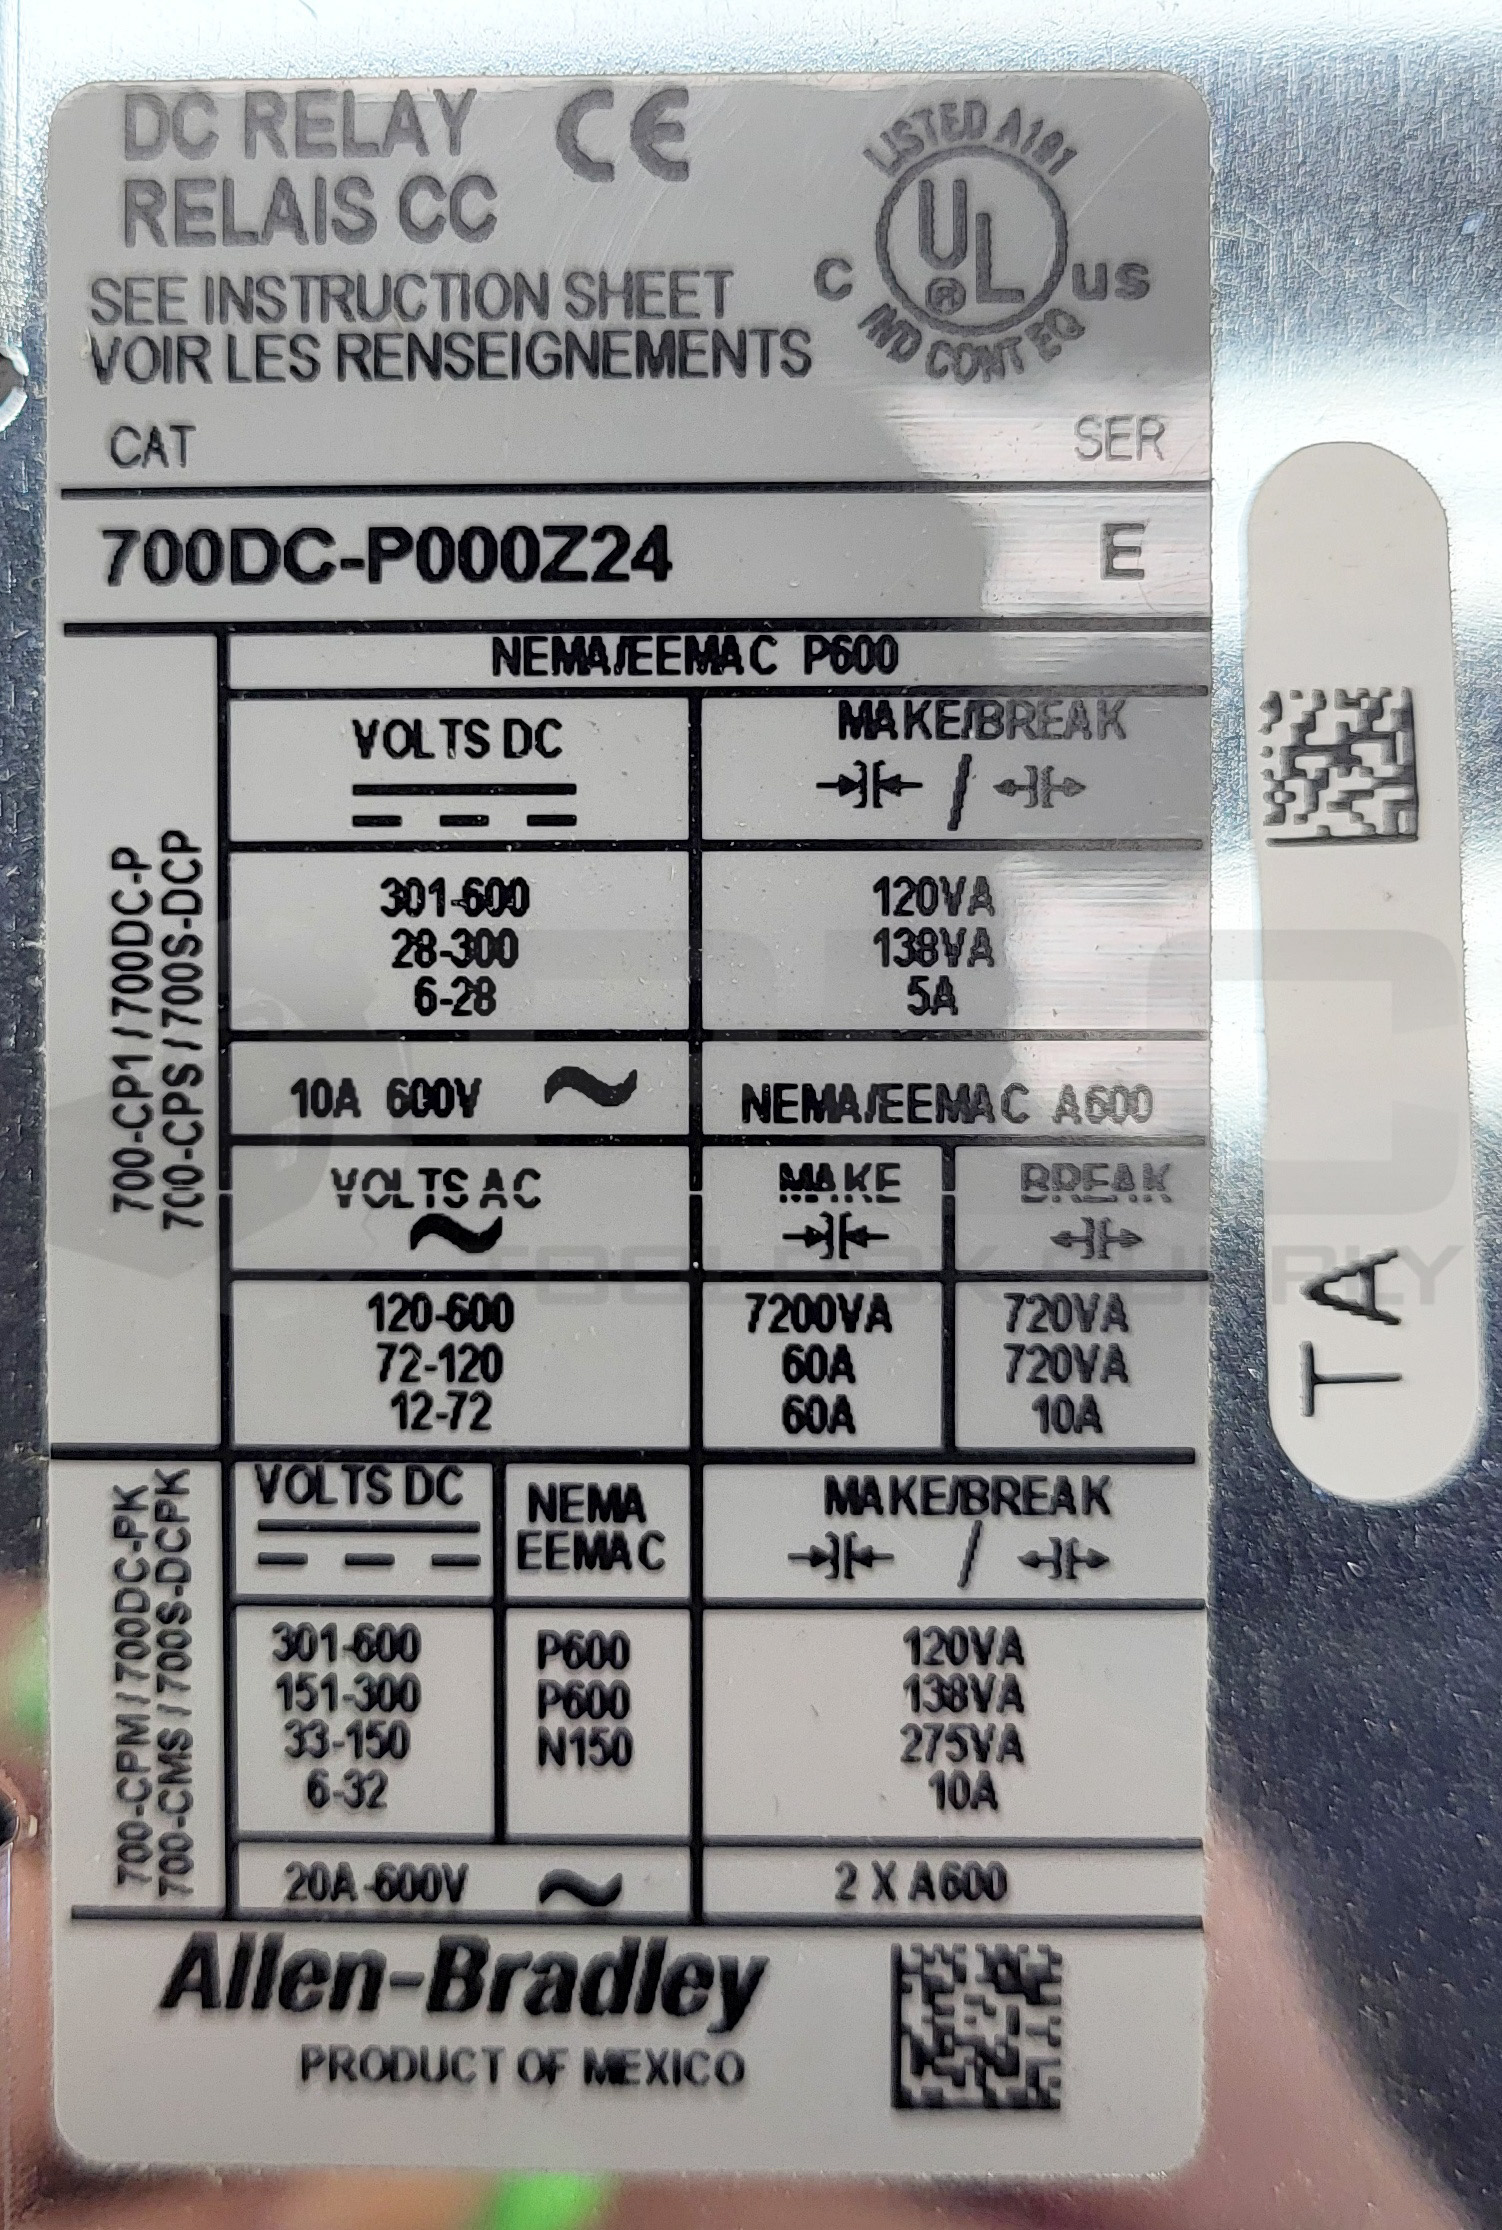 DC RELAY CE
RELAIS CC
LISTED A191
C UL ® US
IND CONT EQ
SEE INSTRUCTION SHEET
VOIR LES RENSEIGNEMENTS
CAT SER
700DC-P000Z24 E
700-CP1 / 700DC-P
700-CPS / 700S-DCP
NEMA/EEMAC P600
VOLTS DC MAKE/BREAK
/
301-600 120VA
28-300 138VA
6-28 5A
10A 600V ~ NEMA/EEMAC A600
VOLTS AC MAKE BREAK
~
120-600 7200VA 720VA
72-120 60A 720VA
12-72 60A 10A
700-CPM / 700DC-PK
700-CMS / 700S-DCPK
VOLTS DC NEMA MAKE/BREAK
EEMAC /
301-600 P600 120VA
151-300 P600 138VA
33-150 N150 275VA
6-32 10A
20A-600V ~ 2 X A600
Allen-Bradley
PRODUCT OF MEXICO
TA
TOOLBOX SUPPLY